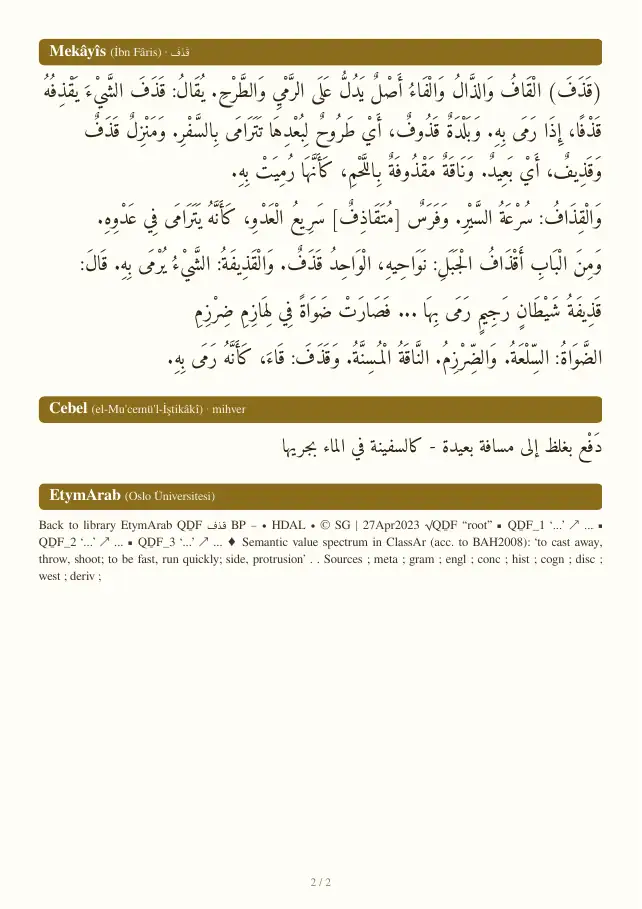 Mekâyîs (İbn Fâris) · قذف
(قَذَفَ) الْقَافُ وَالذَّالُ وَالْفَاءُ أَصْلٌ يَدُلُّ عَلَى الرَّمْيِ وَالطَّرْحِ. يُقَالُ: قَذَفَ الشَّيْءَ يَقْذِفُهُ
قَذْفًا، إِذَا رَمَى بِهِ. وَبَلْدَةٌ قَذُوفٌ، أَيْ طَرُوحٌ لِبُعْدِهَا تَتَرَامَى بِالسَّفْرِ. وَمَنْزِلٌ قَذَفٌ
وَقَذِيفٌ، أَيْ بَعِيدٌ. وَنَاقَةٌ مَقْذُوفَةٌ بِاللَّحْمِ، كَأَنَّهَا رُمِيَتْ بِهِ.
وَالْقِذَافُ: سُرْعَةُ السَّيْرِ. وَفَرَسٌ [مُتَقَاذِفٌ] سَرِيعُ الْعَدْوِ، كَأَنَّهُ يَتَرَامَى فِي عَدْوِهِ.
وَمِنَ الْبَابِ أَقْذَافُ الْجَبَلِ: نَوَاحِيهِ، الْوَاحِدُ قَذَفٌ. وَالْقَذِيفَةُ: الشَّيْءُ يُرْمَى بِهِ. قَالَ:
قَذِيفَةُ شَيْطَانٍ رَجِيمٍ رَمَى بِهَا ... فَصَارَتْ ضَوَاةً فِي لِهَازِمِ ضِرْزِمِ
الضَّوَاةُ: السِّلْعَةُ. وَالضِّرْزِمُ. النَّاقَةُ الْمُسِنَّةُ. وَقَذَفَ: قَاءَ، كَأَنَّهُ رَمَى بِهِ.
Cebel (el-Mu'cemü'l-İştikâkî) · mihver
دَفْع بغلظ إلى مسافة بعيدة - كالسفينة في الماء بجريها
EtymArab (Oslo Üniversitesi)
Back to library EtymArab QḎF قذف BP – • HDAL • © SG | 27Apr2023 √QḎF “root” ▪ QḎF_1 ‘...’ ↗ ... ▪
QḎF_2 ‘...’ ↗ ... ▪ QḎF_3 ‘...’ ↗ ... ♦ Semantic value spectrum in ClassAr (acc. to BAH2008): ‘to cast away,
throw, shoot; to be fast, run quickly; side, protrusion’ . . Sources ; meta ; gram ; engl ; conc ; hist ; cogn ; disc ;
west ; deriv ;
2 / 2